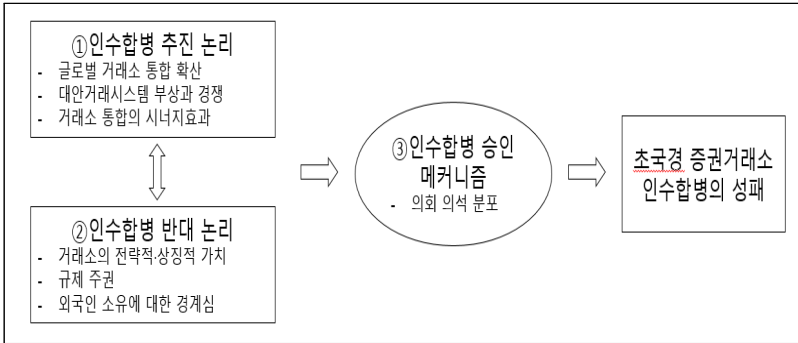 ①인수합병 추진 논리
- 글로벌 거래소 통합 확산
- 대안거래시스템 부상과 경쟁
- 거래소 통합의 시너지효과
②인수합병 반대 논리
- 거래소의 전략적·상징적 가치
- 규제 주권
- 외국인 소유에 대한 경계심
③인수합병 승인
메커니즘
- 의회 의석 분포
초국경 증권거래소
인수합병의 성패